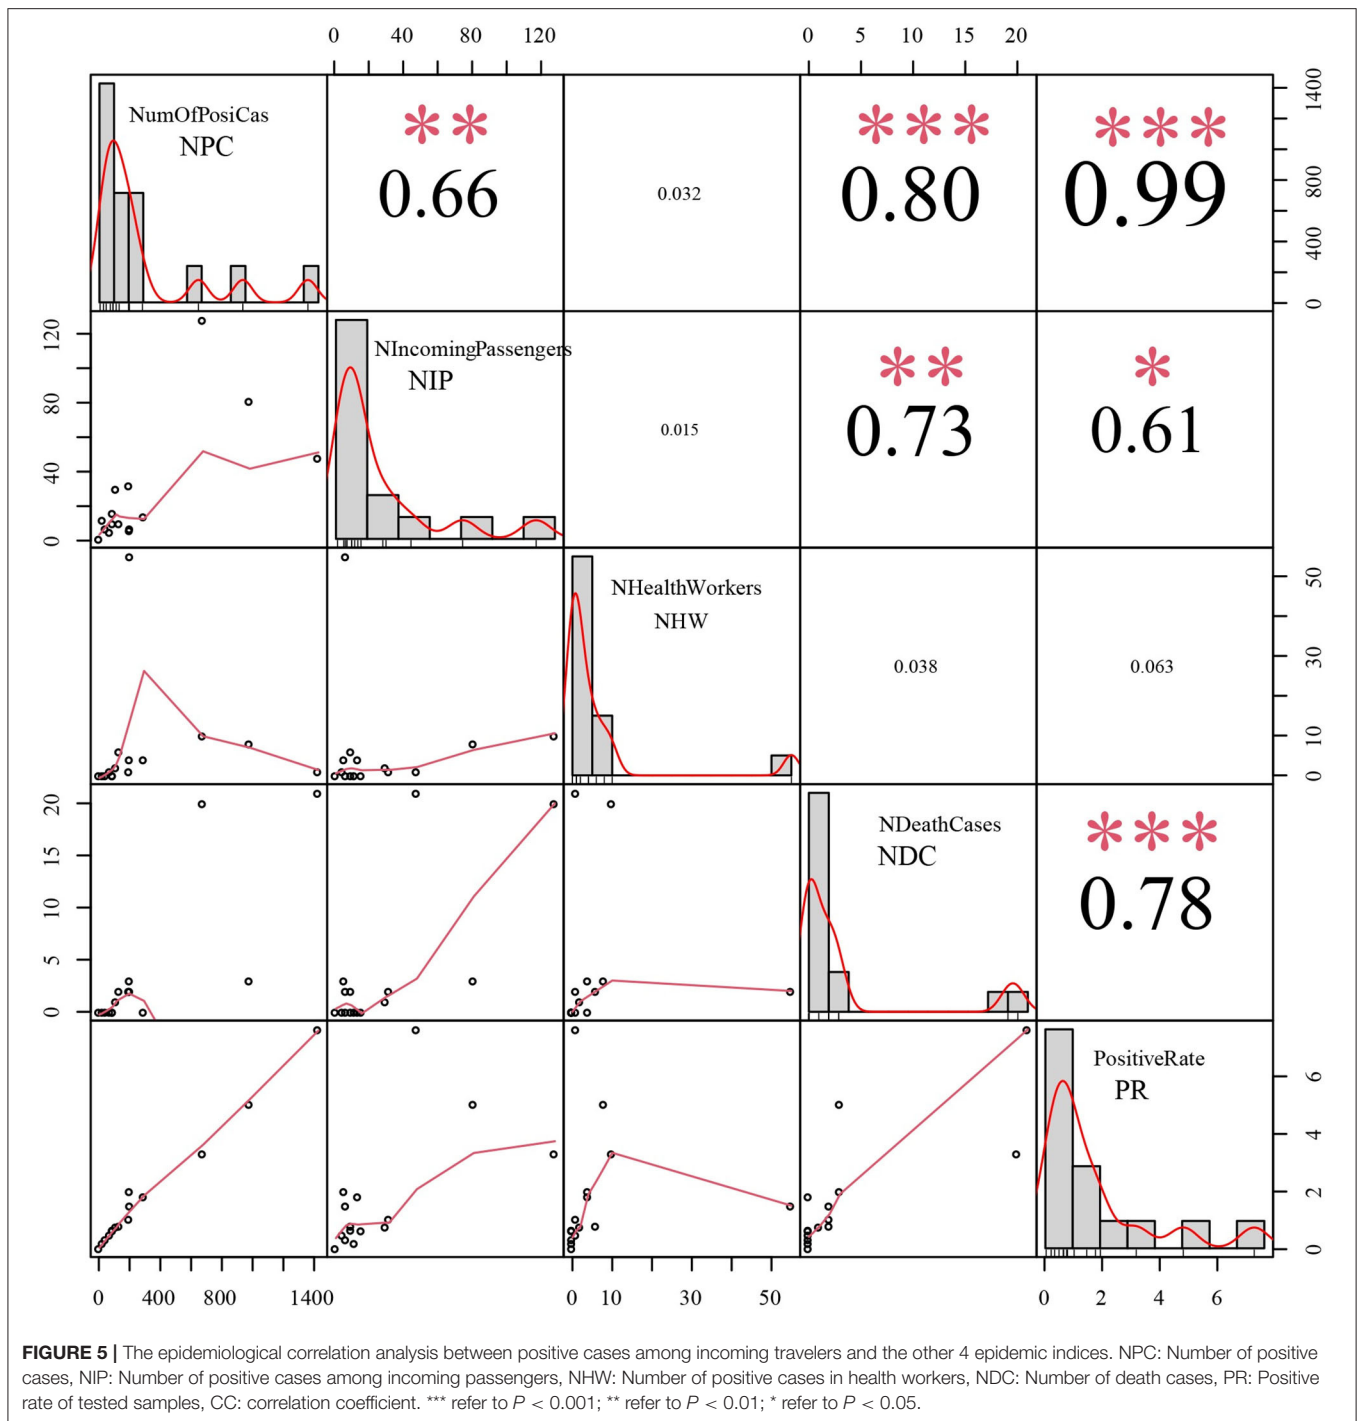 0 40 80 120 0 5 10 15 20
NumOfPosiCas
NPC
** *** ***
0.66 0.032 0.80 0.99
0 400 800 1400
NIncomingPassengers
NIP
** *
0.015 0.73 0.61
0 40 80 120
NHealthWorkers
NHW
0.038 0.063
0 10 30 50
NDeathCases
NDC
***
0.78
0 5 10 15 20
PositiveRate
PR
0 2 4 6
0 400 800 1400 0 10 30 50 0 2 4 6
FIGURE 5 | The epidemiological correlation analysis between positive cases among incoming travelers and the other 4 epidemic indices. NPC: Number of positive
cases, NIP: Number of positive cases among incoming passengers, NHW: Number of positive cases in health workers, NDC: Number of death cases, PR: Positive
rate of tested samples, CC: correlation coefficient. *** refer to P < 0.001; ** refer to P < 0.01; * refer to P < 0.05.